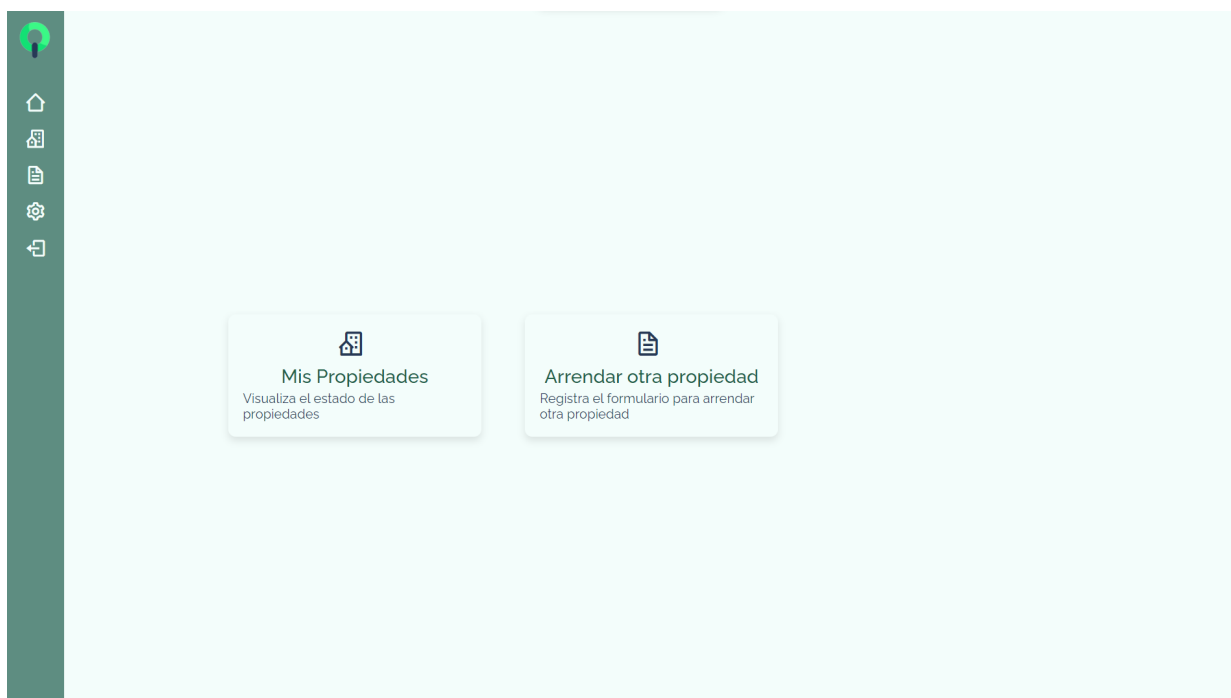 Mis Propiedades
Visualiza el estado de las
propiedades
Arrendar otra propiedad
Registra el formulario para arrendar
otra propiedad